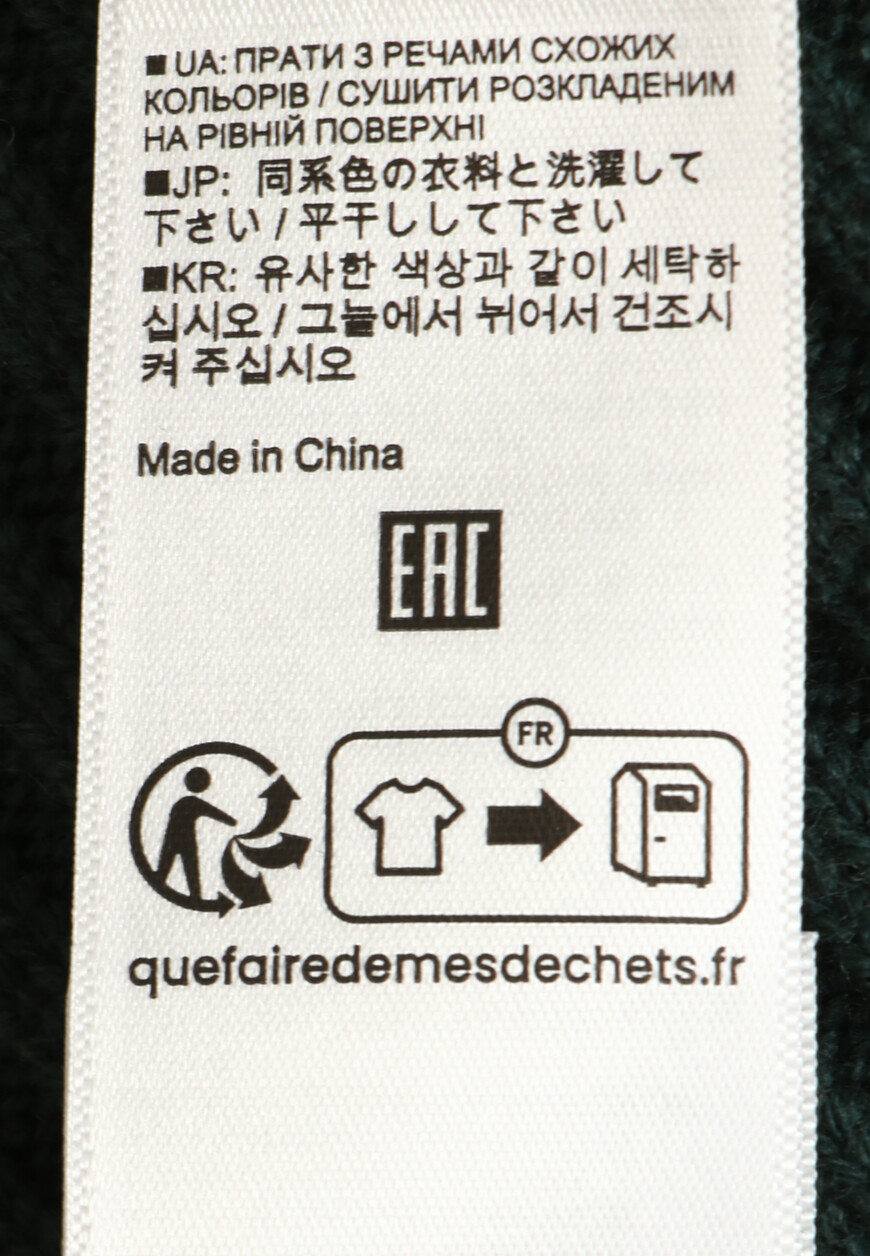 ■ UA: ПРАТИ З РЕЧАМИ СХОЖИХ
КОЛЬОРІВ / СУШИТИ РОЗКЛАДЕНИМ
НА РІВНІЙ ПОВЕРХНІ
■JP: 同系色の衣料と洗濯して
下さい / 平干ししして下さい
■KR: 유사한 색상과 같이 세탁하
십시오 / 그늘에서 뉘어서 건조시
켜 주십시오
Made in China
EAC
FR
quefairedemesdechets.fr